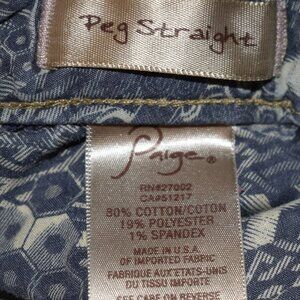 Peg Straight
Paige®
RN#27002
CA#51217
80% COTTON/COTON
19% POLYESTER
1% SPANDEX
MADE IN U.S.A.
OF IMPORTED FABRIC
FABRIQUE AUX ETATS-UNIS
DU TISSU IMPORTE
SEE CARE ON REVERSE